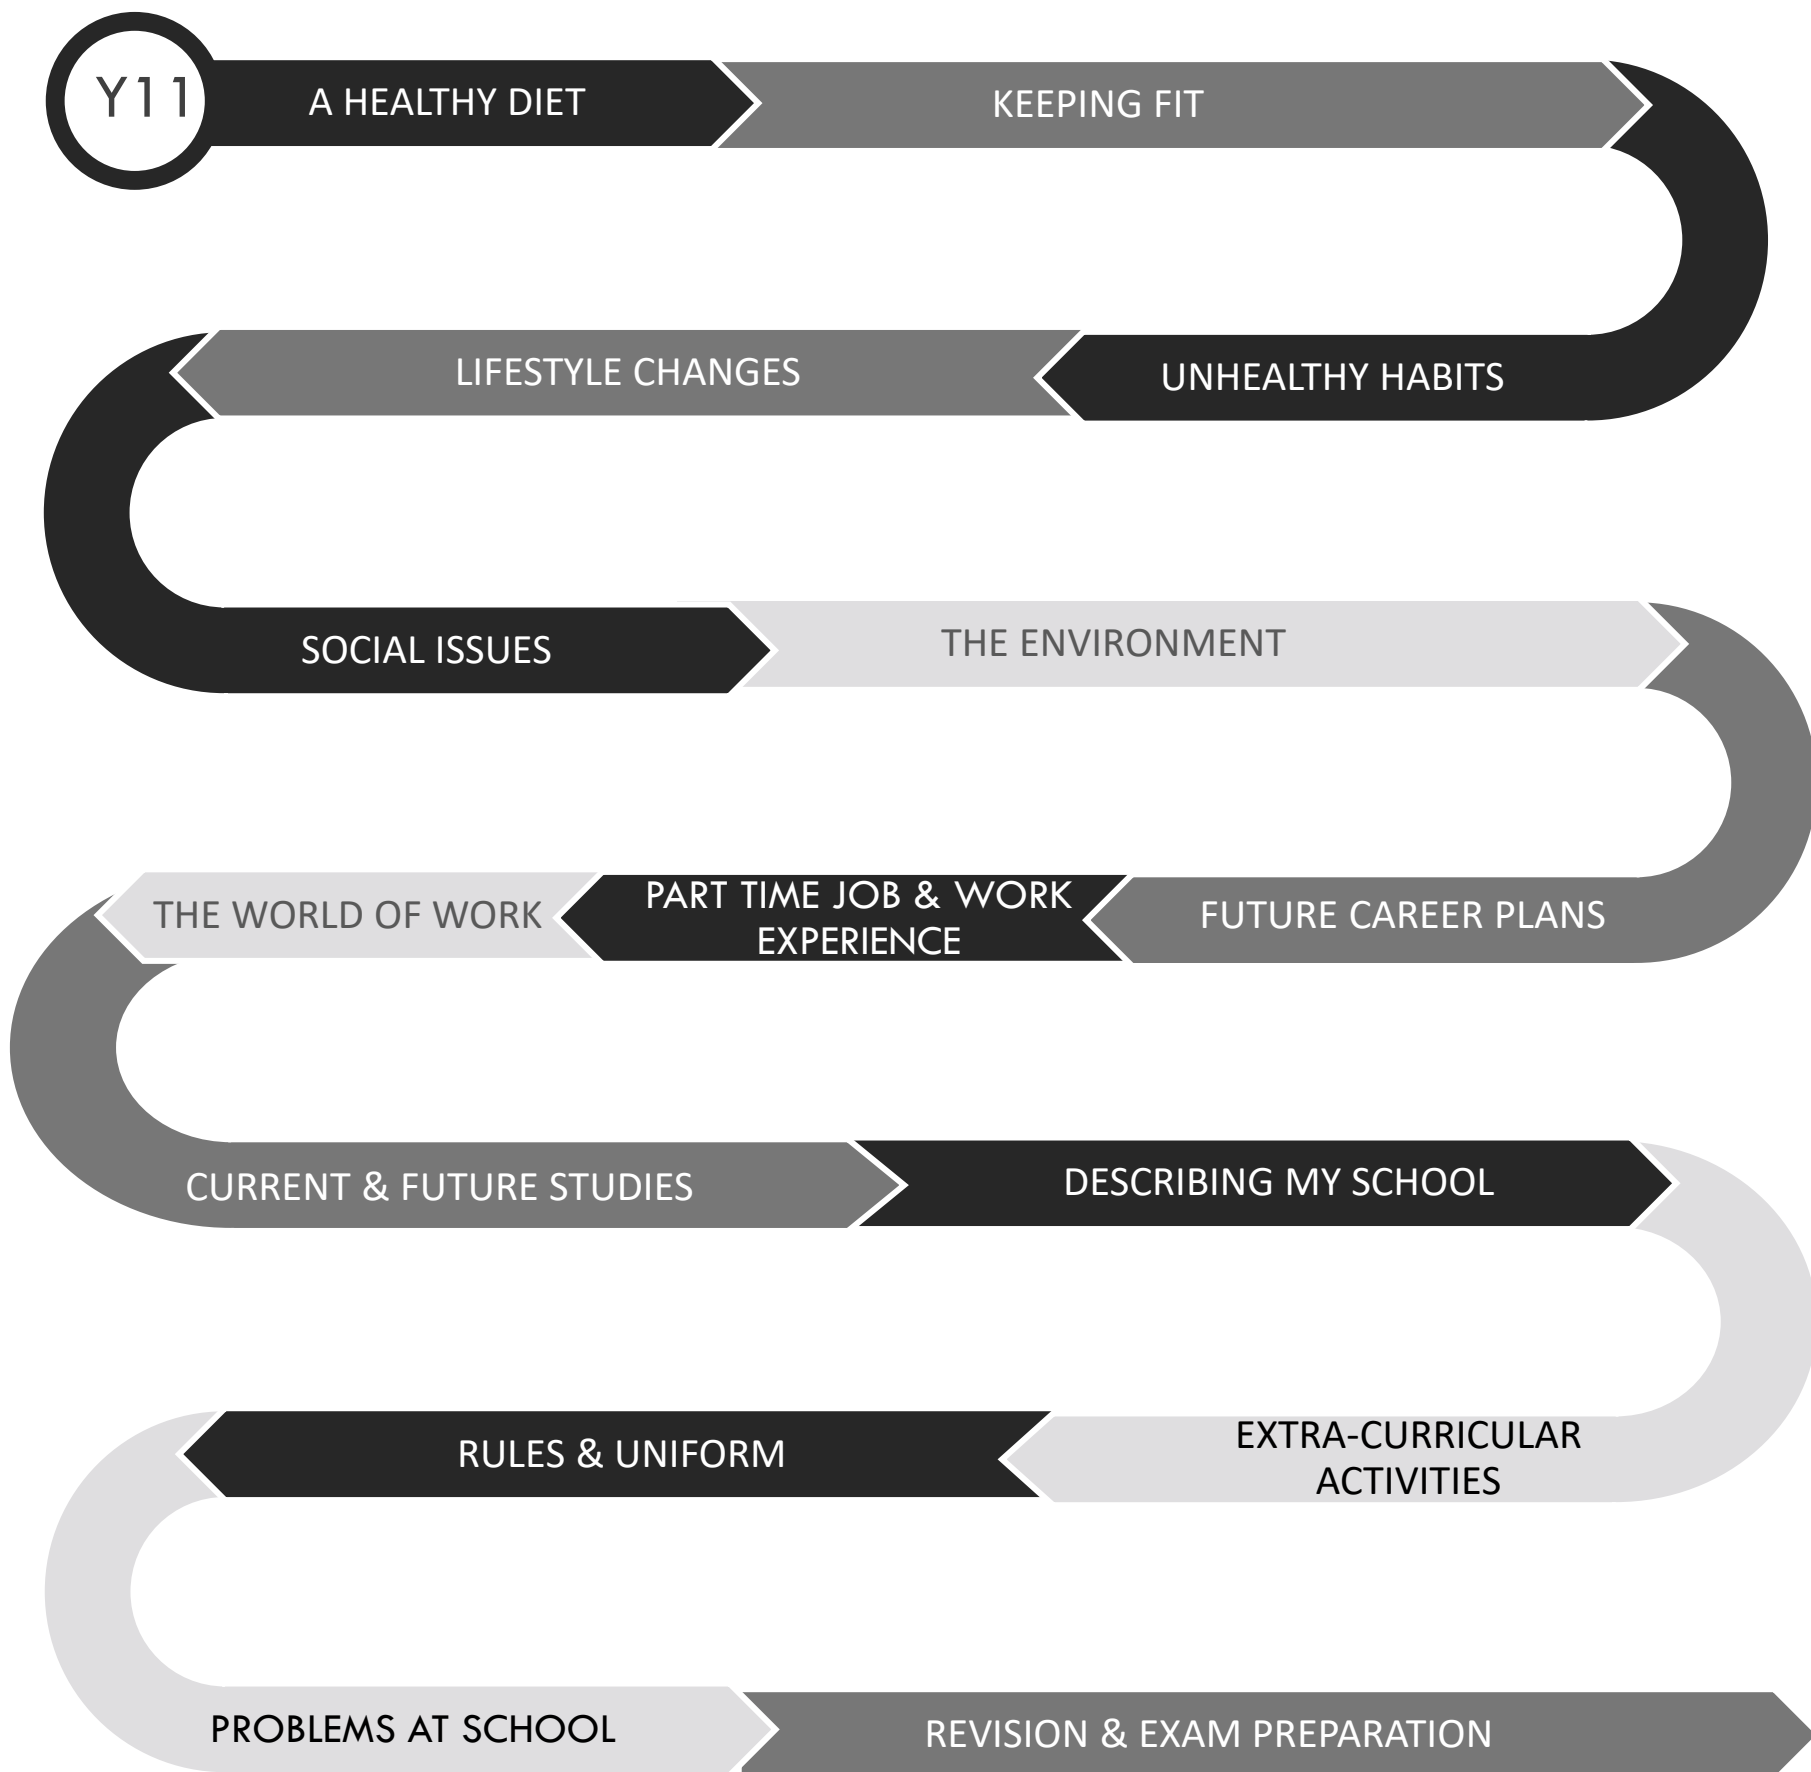 Y11
A HEALTHY DIET
KEEPING FIT
UNHEALTHY HABITS
LIFESTYLE CHANGES
SOCIAL ISSUES
THE ENVIRONMENT
FUTURE CAREER PLANS
PART TIME JOB & WORK
EXPERIENCE
THE WORLD OF WORK
CURRENT & FUTURE STUDIES
DESCRIBING MY SCHOOL
EXTRA-CURRICULAR
ACTIVITIES
RULES & UNIFORM
PROBLEMS AT SCHOOL
REVISION & EXAM PREPARATION